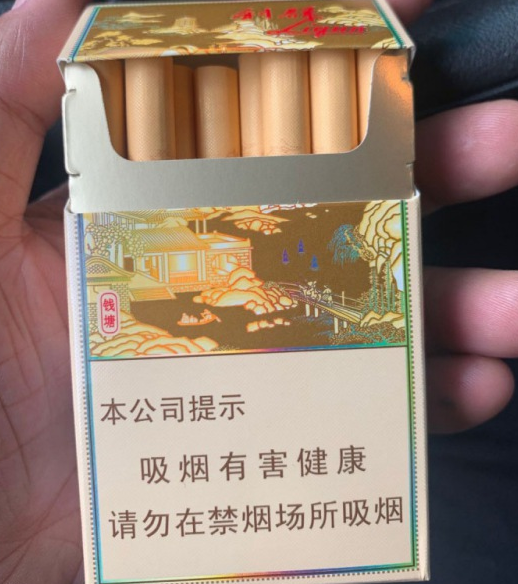 钱塘
本公司提示
吸烟有害健康
请勿在禁烟场所吸烟